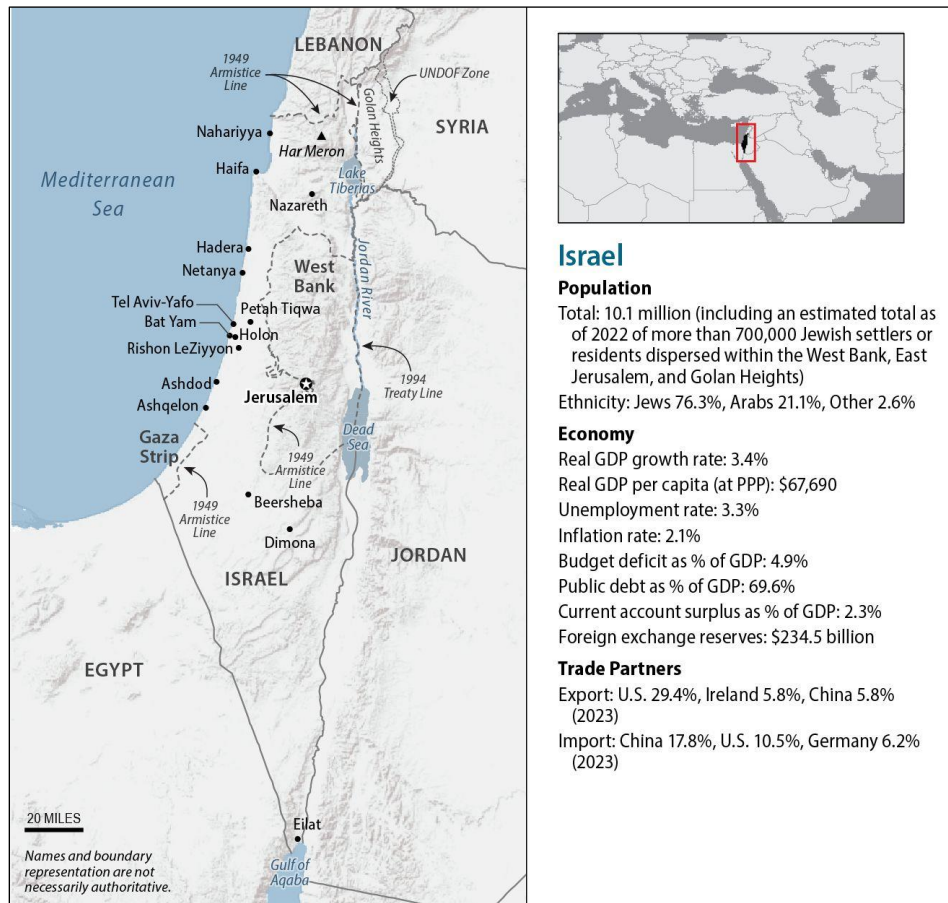 LEBANON
1949
Armistice
Line
UNDOF Zone
Golan Heights
SYRIA
Nahariyya
Har Meron
Haifa
Lake
Tiberias
Mediterranean
Sea
Nazareth
Hadera
West
Bank
Jordan River
Netanya
Tel Aviv-Yafo
Petah Tiqwa
Bat Yam
Holon
Rishon LeZiyyon
1994
Treaty Line
Ashdod
Jerusalem
Ashqelon
Gaza
Strip
Dead
Sea
1949
Armistice
Line
1949
Armistice
Line
Beersheba
Dimona
JORDAN
ISRAEL
EGYPT
20 MILES
Eilat
Names and boundary
representation are not
necessarily authoritative.
Gulf of
Aqaba
Israel
Population
Total: 10.1 million (including an estimated total as
of 2022 of more than 700,000 Jewish settlers or
residents dispersed within the West Bank, East
Jerusalem, and Golan Heights)
Ethnicity: Jews 76.3%, Arabs 21.1%, Other 2.6%
Economy
Real GDP growth rate: 3.4%
Real GDP per capita (at PPP): $67,690
Unemployment rate: 3.3%
Inflation rate: 2.1%
Budget deficit as % of GDP: 4.9%
Public debt as % of GDP: 69.6%
Current account surplus as % of GDP: 2.3%
Foreign exchange reserves: $234.5 billion
Trade Partners
Export: U.S. 29.4%, Ireland 5.8%, China 5.8%
(2023)
Import: China 17.8%, U.S. 10.5%, Germany 6.2%
(2023)